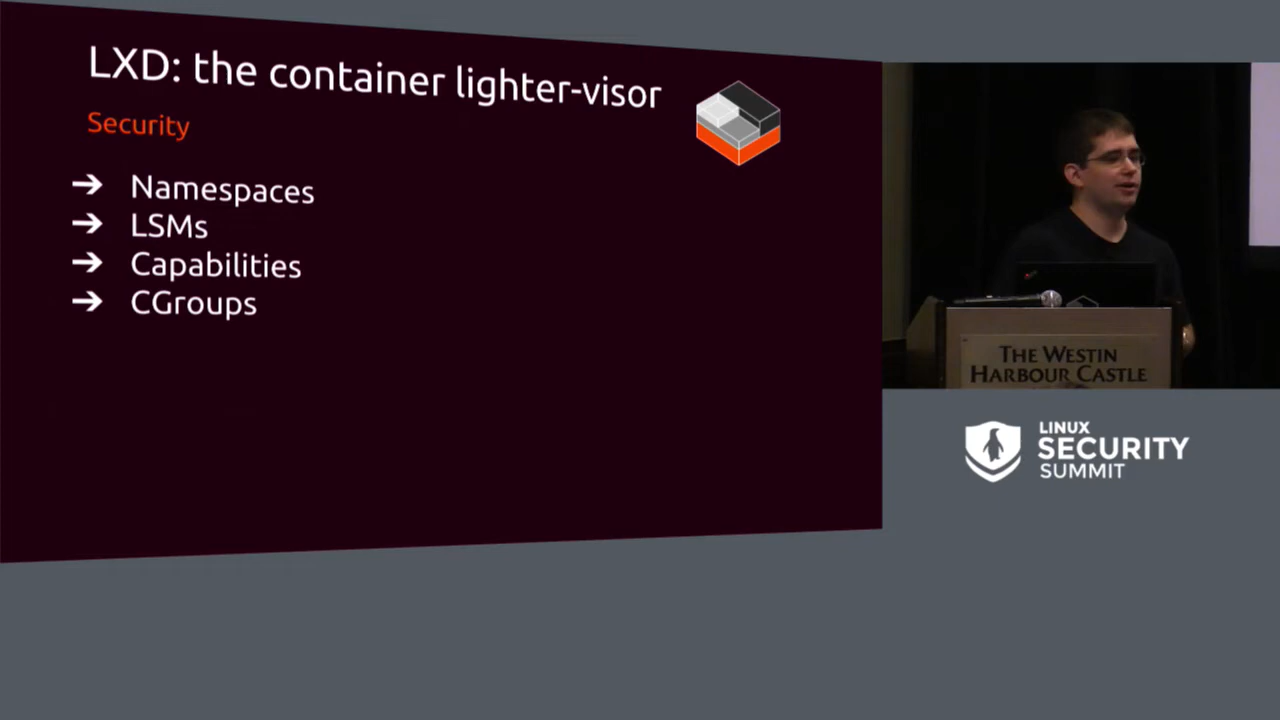 LXD: the container lighter-visor
Security
➔ Namespaces
➔ LSMs
➔ Capabilities
➔ CGroups
THE WESTIN
HARBOUR CASTLE
LINUX
SECURITY
SUMMIT